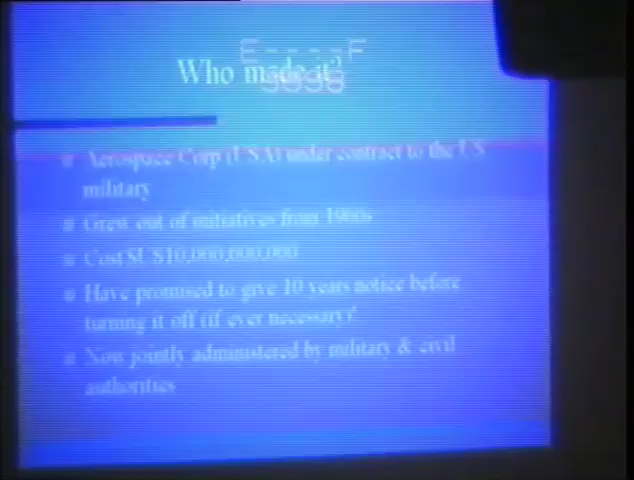 E----F
Who made it?
Aerospace Corp (USA) under contract to the US
military
Grew out of initiatives from 1960s
Cost $US10,000,000,000
Have promised to give 10 years notice before
turning it off (if ever necessary)!
Now jointly administered by military & civil
authorities